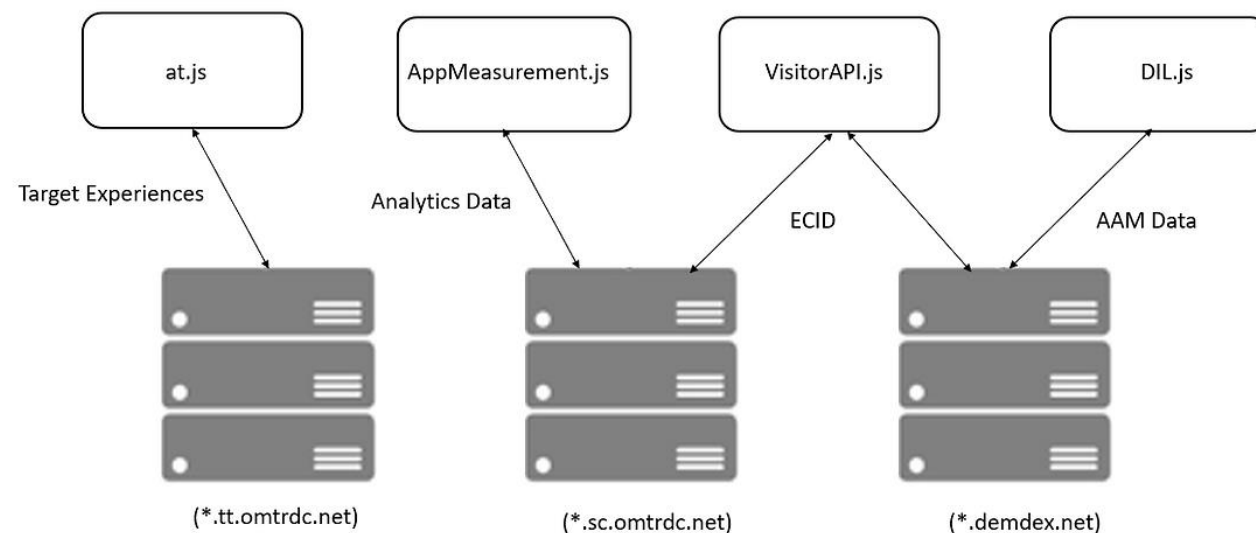 at.js
AppMeasurement.js
VisitorAPI.js
DIL.js
Target Experiences
Analytics Data
ECID
AAM Data
(*.tt.omtrdc.net)
(*.sc.omtrdc.net)
(*.demdex.net)